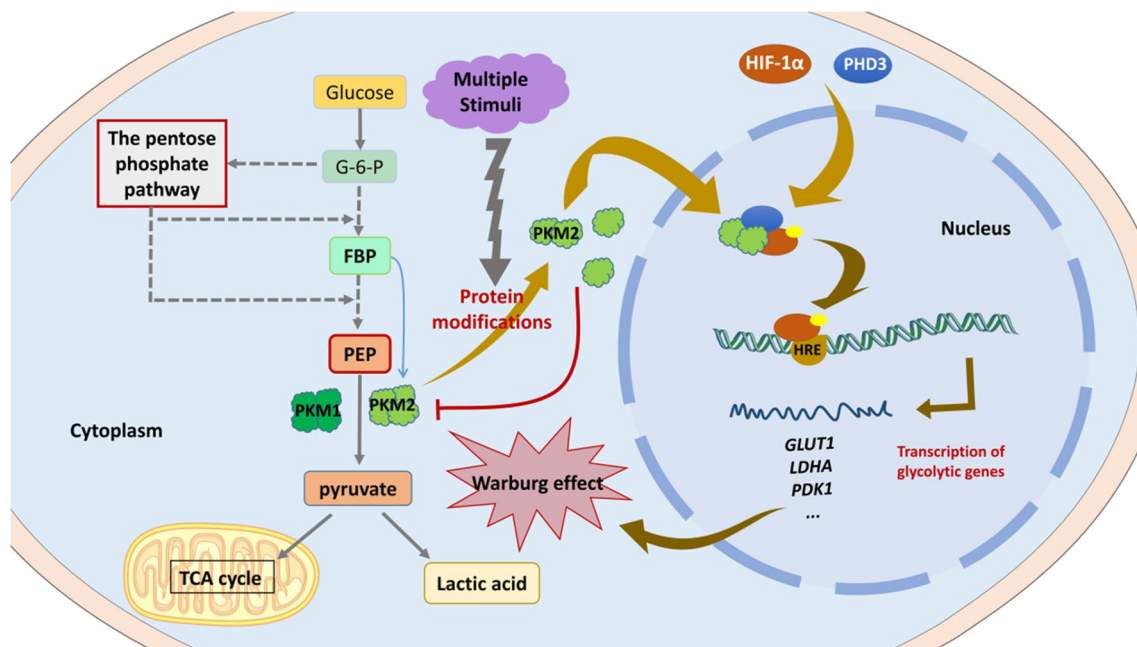 Glucose
The pentose
phosphate
pathway
G-6-P
FBP
PEP
PKM1
PKM2
Cytoplasm
pyruvate
TCA cycle
Lactic acid
Multiple
Stimuli
Protein
modifications
PKM2
Warburg effect
HIF-1α
PHD3
Nucleus
HRE
GLUT1
LDHA
PDK1
...
Transcription of
glycolytic genes